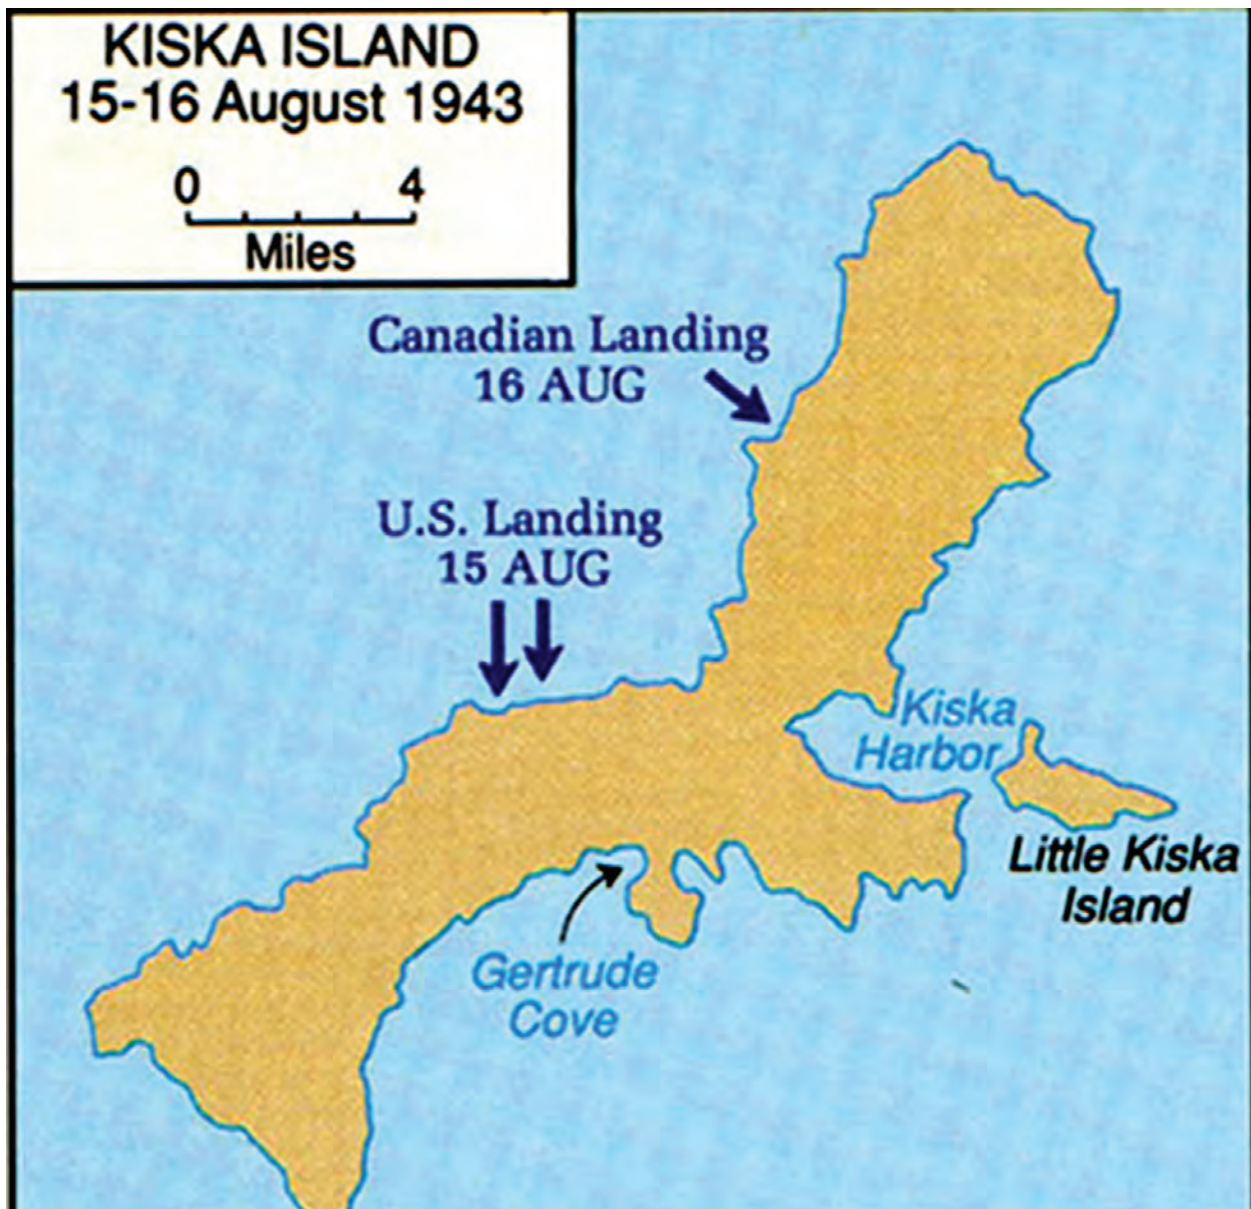 KISKA ISLAND
15-16 August 1943
0 4
Miles
Canadian Landing
16 AUG
U.S. Landing
15 AUG
Kiska
Harbor
Little Kiska
Island
Gertrude
Cove